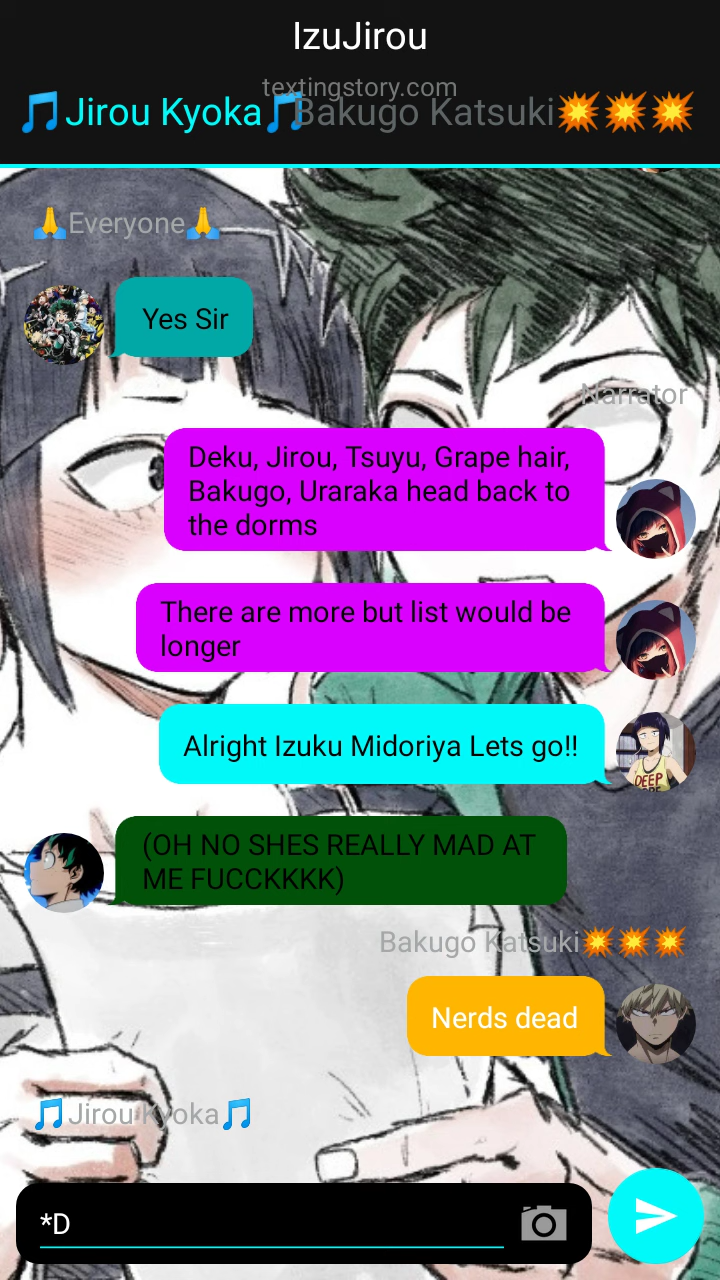 IzuJirou
textingstory.com
🎵Jirou Kyoka🎵 Bakugo Katsuki💥💥💥
🙏Everyone🙏
Yes Sir
Narrator
Deku, Jirou, Tsuyu, Grape hair,
Bakugo, Uraraka head back to
the dorms
There are more but list would be
longer
Alright Izuku Midoriya Lets go!!
DEEP
(OH NO SHES REALLY MAD AT
ME FUCCKKKK)
Bakugo Katsuki💥💥💥
Nerds dead
🎵Jirou Kyoka🎵
*D